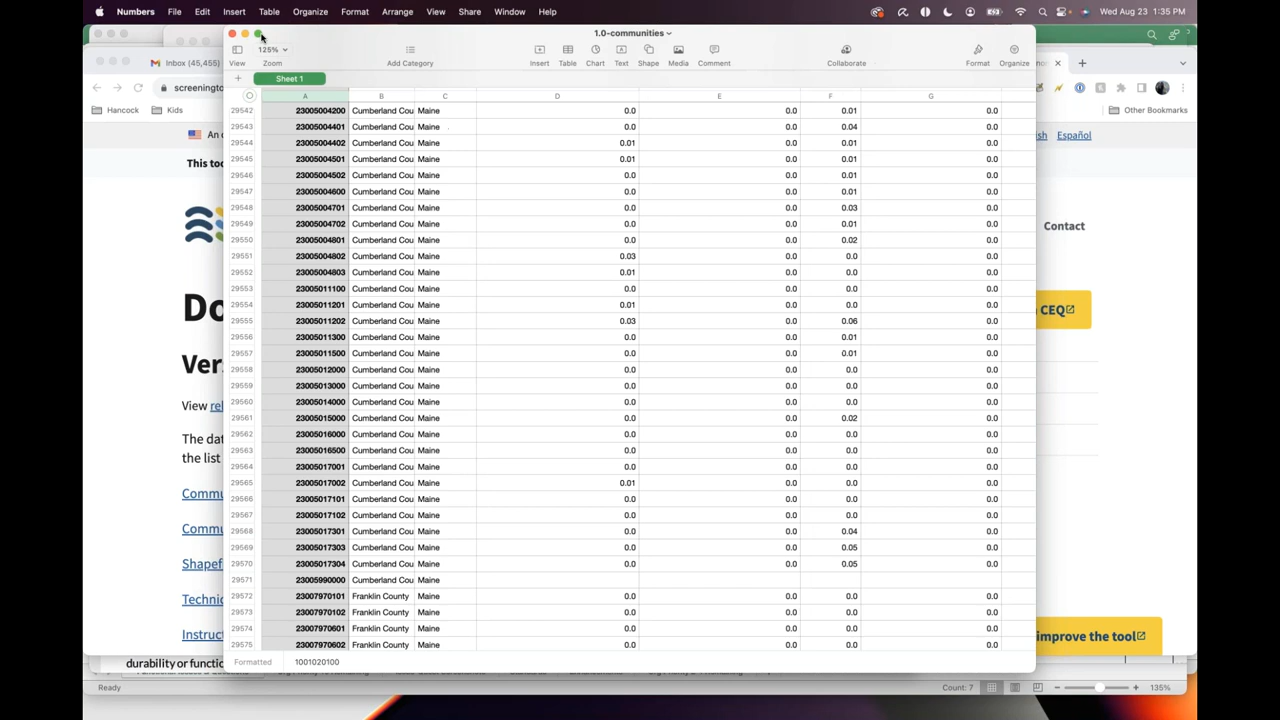 Numbers File Edit Insert Table Organize Format Arrange View Share Window Help Wed Aug 23 1:35 PM
1.0-communities
Inbox (45,455)
125%
View Zoom Add Category Insert Table Chart Text Shape Media Comment Collaborate Format Organize
screeningto
Sheet 1
Hancock Kids Other Bookmarks
A B C D E F G
29542 23005004200 Cumberland Cou Maine 0.0 0.0 0.01 0.0
29543 23005004401 Cumberland Cou Maine 0.0 0.0 0.04 0.0
29544 23005004402 Cumberland Cou Maine 0.01 0.0 0.01 0.0
29545 23005004501 Cumberland Cou Maine 0.01 0.0 0.01 0.0
29546 23005004502 Cumberland Cou Maine 0.0 0.0 0.01 0.0
29547 23005004600 Cumberland Cou Maine 0.0 0.0 0.01 0.0
29548 23005004701 Cumberland Cou Maine 0.0 0.0 0.03 0.0
29549 23005004702 Cumberland Cou Maine 0.0 0.0 0.01 0.0
29550 23005004801 Cumberland Cou Maine 0.0 0.0 0.02 0.0
29551 23005004802 Cumberland Cou Maine 0.03 0.0 0.0 0.0
29552 23005004803 Cumberland Cou Maine 0.01 0.0 0.0 0.0
29553 23005011100 Cumberland Cou Maine 0.0 0.0 0.0 0.0
29554 23005011201 Cumberland Cou Maine 0.01 0.0 0.0 0.0
29555 23005011202 Cumberland Cou Maine 0.03 0.0 0.06 0.0
29556 23005011300 Cumberland Cou Maine 0.0 0.0 0.01 0.0
29557 23005011500 Cumberland Cou Maine 0.0 0.0 0.01 0.0
29558 23005012000 Cumberland Cou Maine 0.0 0.0 0.0 0.0
29559 23005013000 Cumberland Cou Maine 0.0 0.0 0.0 0.0
29560 23005014000 Cumberland Cou Maine 0.0 0.0 0.0 0.0
29561 23005015000 Cumberland Cou Maine 0.0 0.0 0.02 0.0
29562 23005016000 Cumberland Cou Maine 0.0 0.0 0.0 0.0
29563 23005016500 Cumberland Cou Maine 0.0 0.0 0.0 0.0
29564 23005017001 Cumberland Cou Maine 0.0 0.0 0.0 0.0
29565 23005017002 Cumberland Cou Maine 0.01 0.0 0.0 0.0
29566 23005017101 Cumberland Cou Maine 0.0 0.0 0.0 0.0
29567 23005017102 Cumberland Cou Maine 0.0 0.0 0.0 0.0
29568 23005017301 Cumberland Cou Maine 0.0 0.0 0.04 0.0
29569 23005017303 Cumberland Cou Maine 0.0 0.0 0.05 0.0
29570 23005017304 Cumberland Cou Maine 0.0 0.0 0.05 0.0
29571 23005990000 Cumberland Cou Maine
29572 23007970101 Franklin County Maine 0.0 0.0 0.0 0.0
29573 23007970102 Franklin County Maine 0.0 0.0 0.0 0.0
29574 23007970601 Franklin County Maine 0.0 0.0 0.0 0.0
29575 23007970602 Franklin County Maine 0.0 0.0 0.0 0.0
Formatted 1001020100
An o
sh Español
This too
Contact
Do
CEQ
Vers
View rel
The dat
the list
Commu
Commu
Shapef
Technic
Instruct
improve the tool
durability or functio
Ready Count: 7 135%